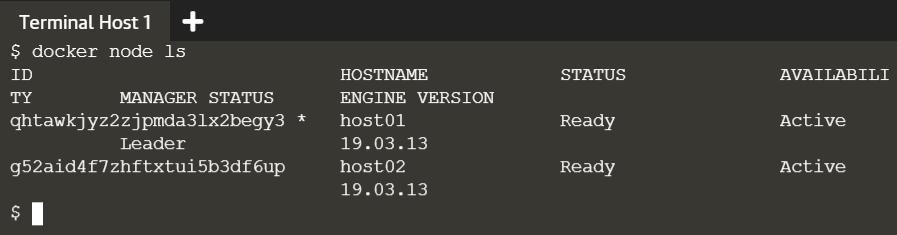 Terminal Host 1 +
$ docker node ls
ID                            HOSTNAME            STATUS              AVAILABILI
TY        MANAGER STATUS      ENGINE VERSION
qhtawkjyz2zjpmda3lx2begy3 *   host01              Ready               Active
          Leader              19.03.13
g52aid4f7zhftxtui5b3df6up     host02              Ready               Active
                              19.03.13
$